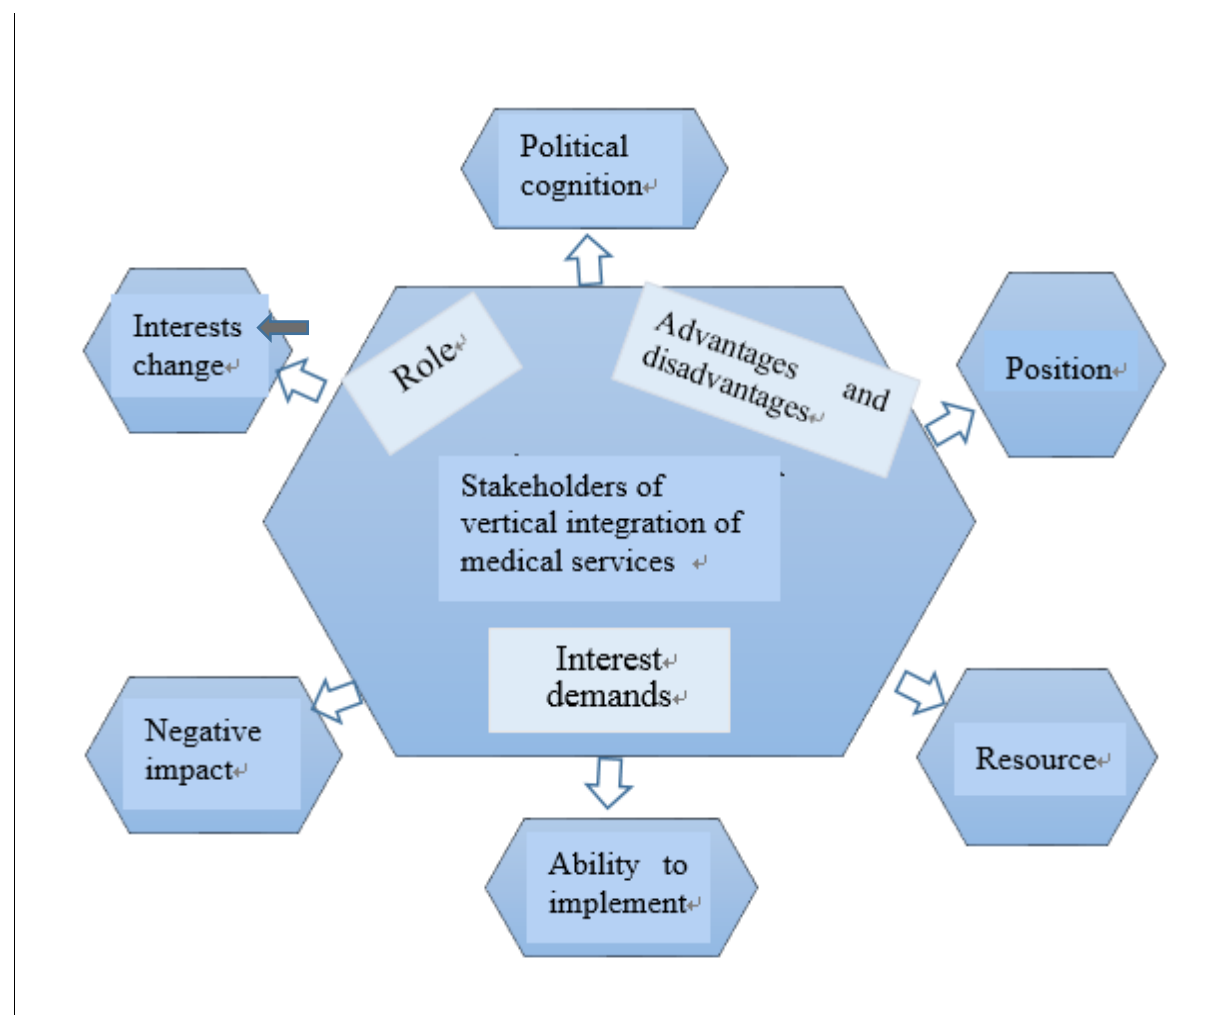 Political
cognition↵
Interests
change↵
Role↵
Advantages and
disadvantages↵
Position↵
Stakeholders of
vertical integration of
medical services ↵
Interest↵
demands↵
Negative
impact↵
Resource↵
Ability to
implement↵